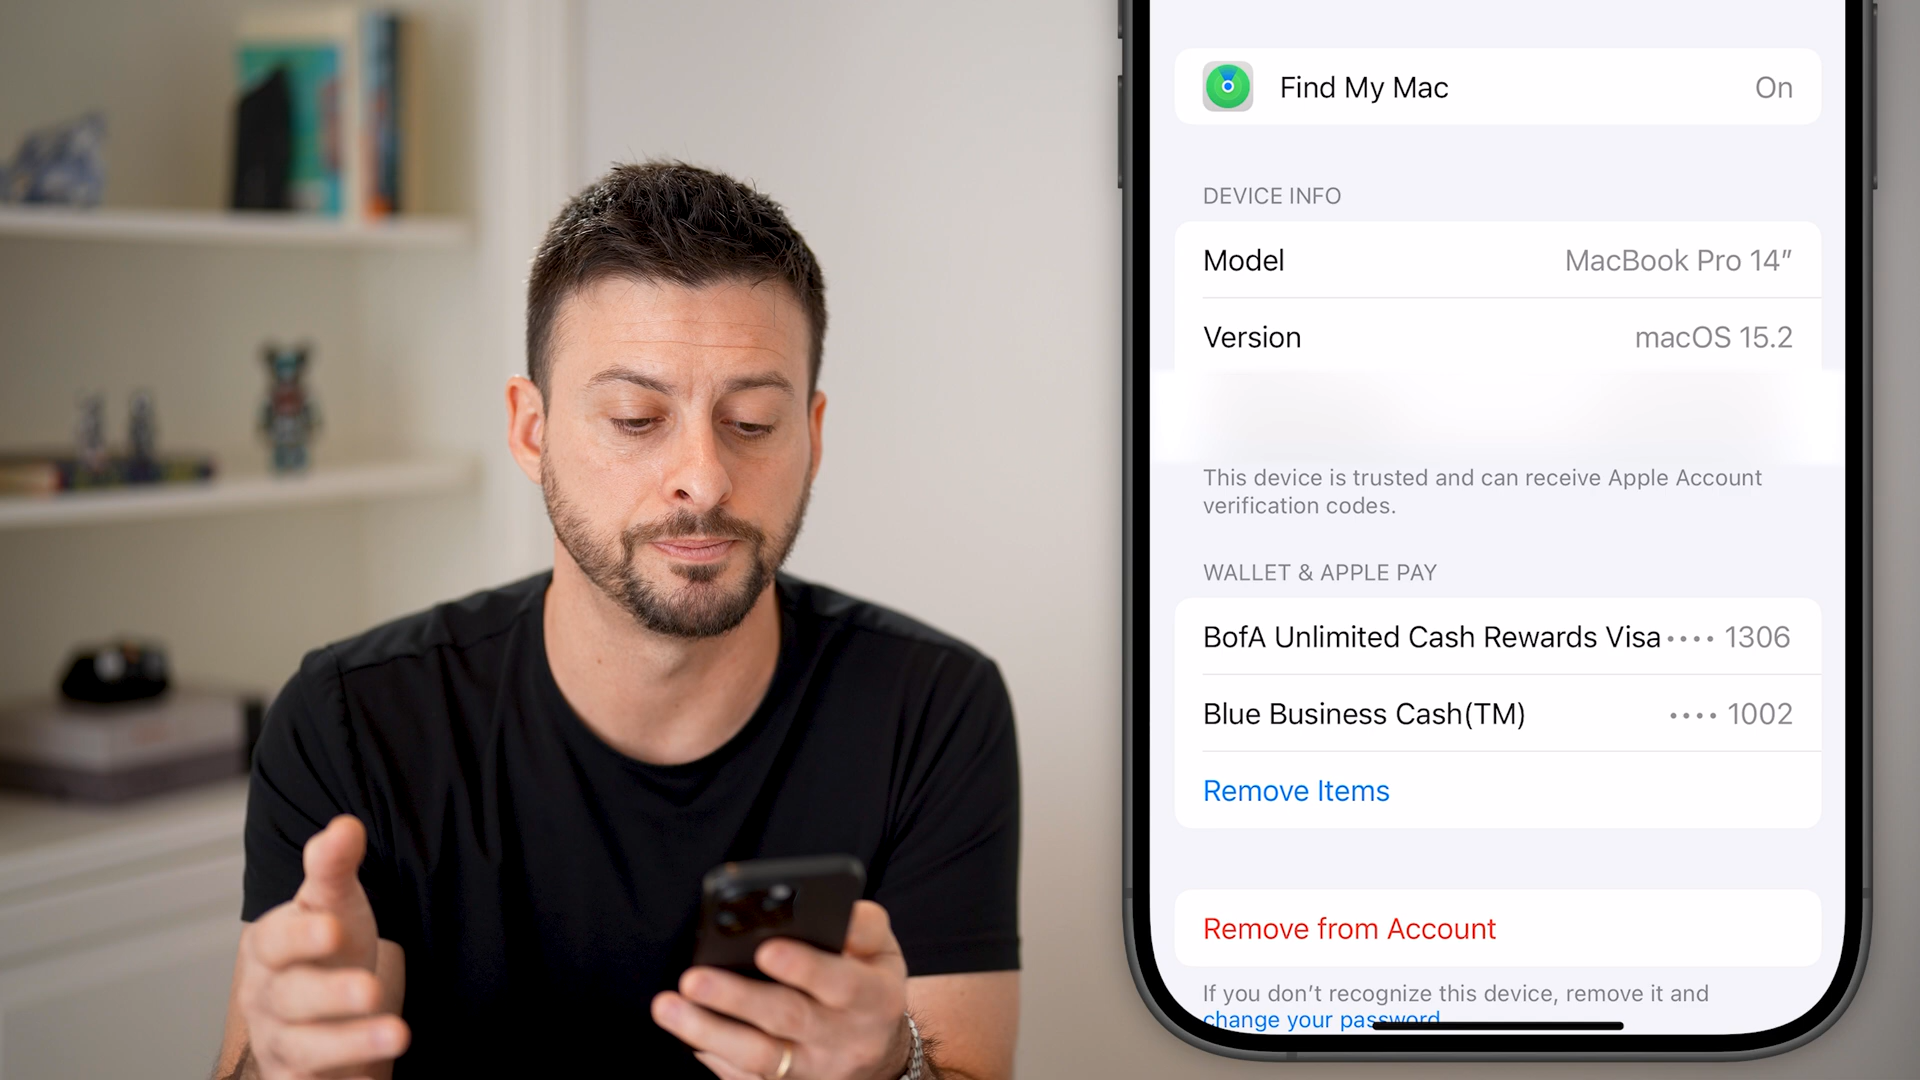 Find My Mac On
DEVICE INFO
Model MacBook Pro 14”
Version macOS 15.2
This device is trusted and can receive Apple Account
verification codes.
WALLET & APPLE PAY
BofA Unlimited Cash Rewards Visa •••• 1306
Blue Business Cash(TM) •••• 1002
Remove Items
Remove from Account
If you don’t recognize this device, remove it and
change your password